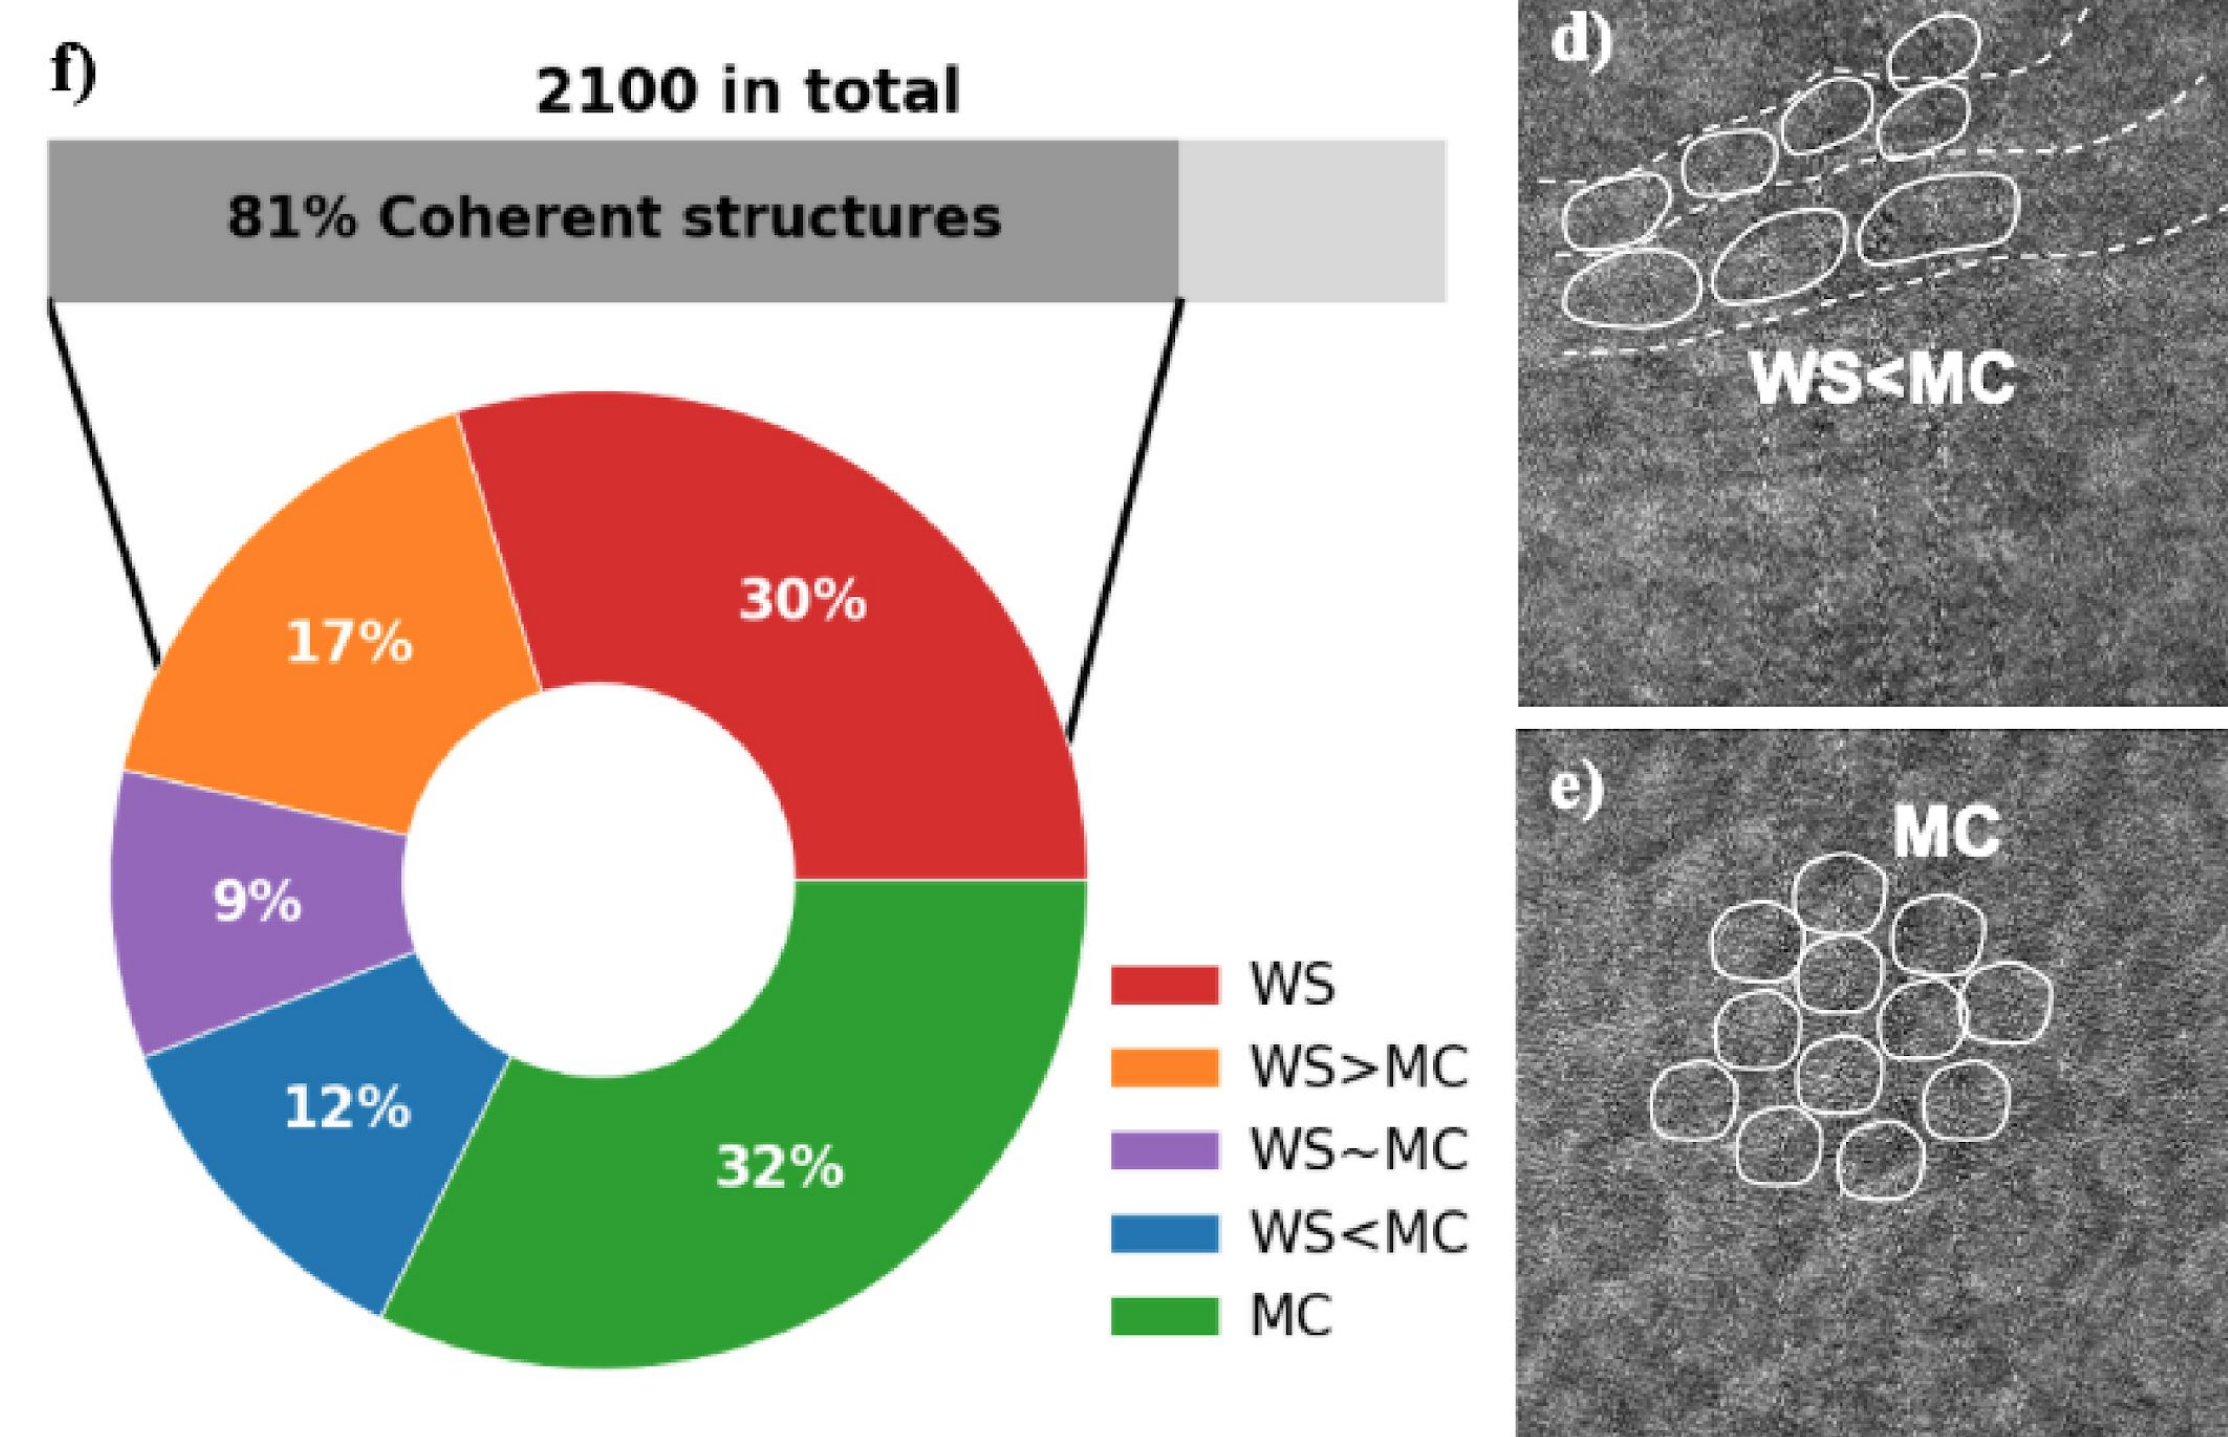 f)
2100 in total
81% Coherent structures
30%
17%
9%
12%
32%
WS
WS>MC
WS~MC
WS<MC
MC
d)
WS<MC
e)
MC